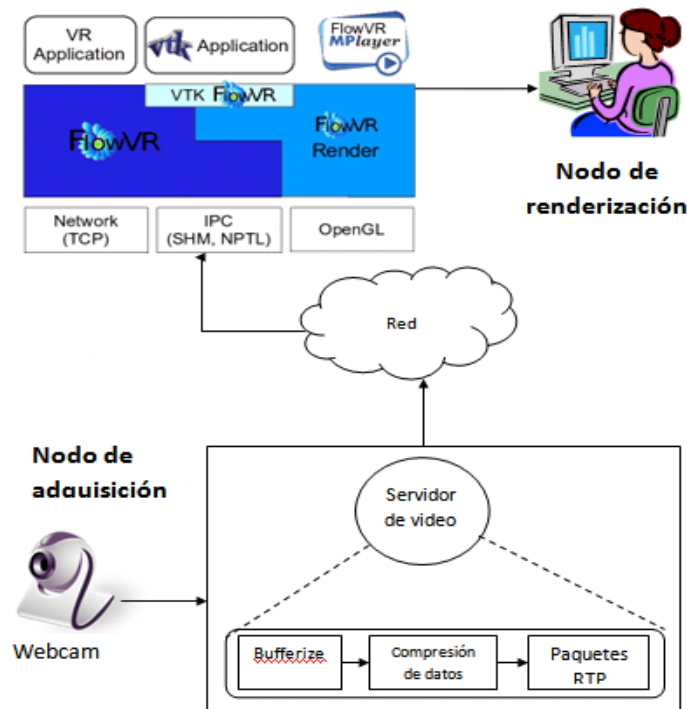 VR
Application
vtk Application
FlowVR
MPlayer
VTK FlowVR
FlowVR
FlowVR
Render
Network
(TCP)
IPC
(SHM, NPTL)
OpenGL
Nodo de
renderización
Red
Nodo de
adquisición
Webcam
Servidor
de video
Bufferize
Compresión
de datos
Paquetes
RTP